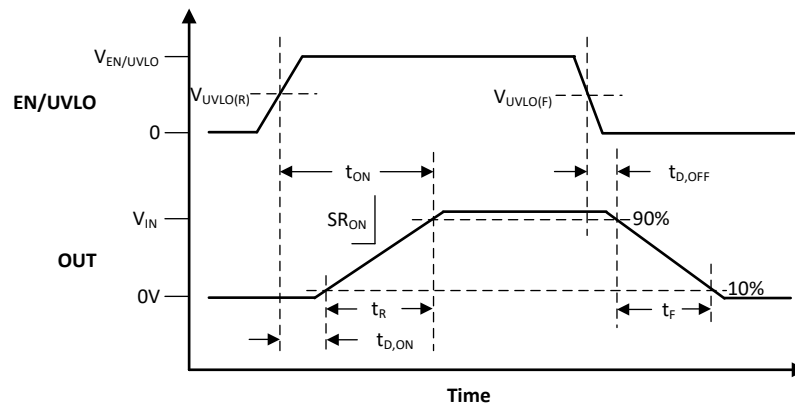 V_EN/UVLO
V_UVLO(R)
V_UVLO(F)
EN/UVLO
0
t_ON
t_D,OFF
V_IN
SR_ON
90%
OUT
0V
10%
t_R
t_F
t_D,ON
Time